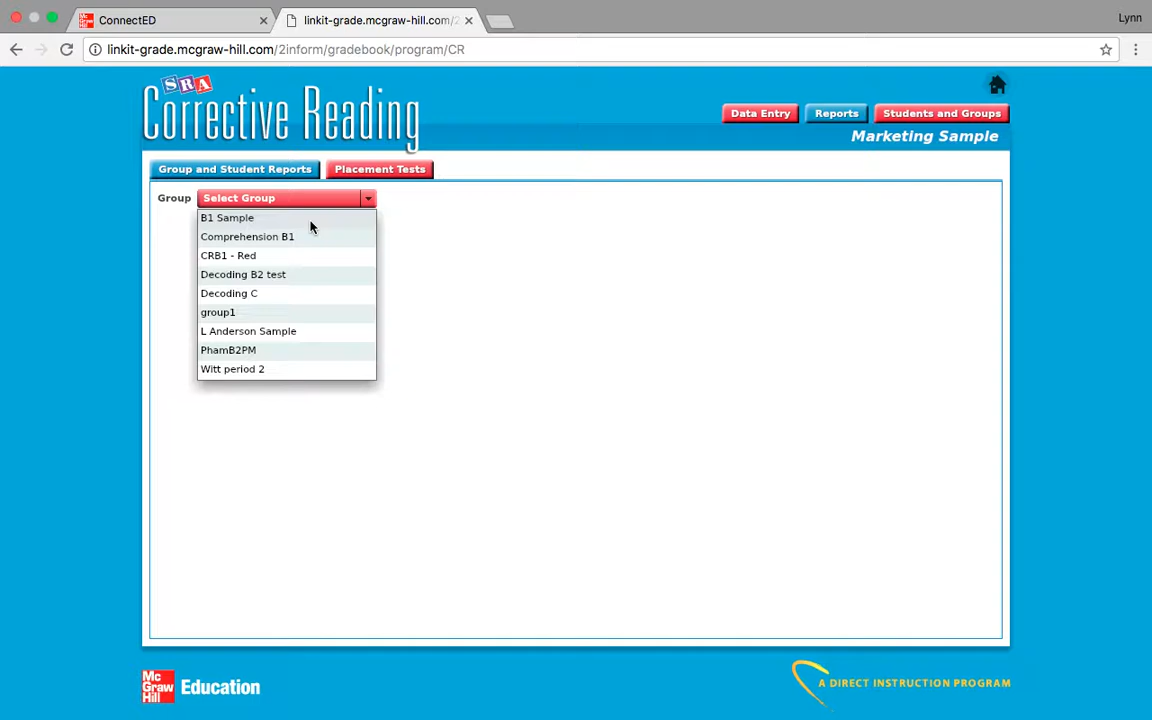 ConnectED
linkit-grade.mcgraw-hill.com/2
Lynn
linkit-grade.mcgraw-hill.com/2inform/gradebook/program/CR
SRA
Corrective Reading
Data Entry
Reports
Students and Groups
Marketing Sample
Group and Student Reports
Placement Tests
Group
Select Group
B1 Sample
Comprehension B1
CRB1 - Red
Decoding B2 test
Decoding C
group1
L Anderson Sample
PhamB2PM
Witt period 2
Mc
Graw
Hill
Education
A DIRECT INSTRUCTION PROGRAM